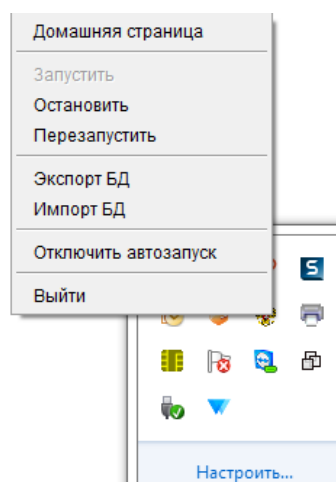 Домашняя страница
Запустить
Остановить
Перезапустить
Экспорт БД
Импорт БД
Отключить автозапуск
Выйти
Настроить...